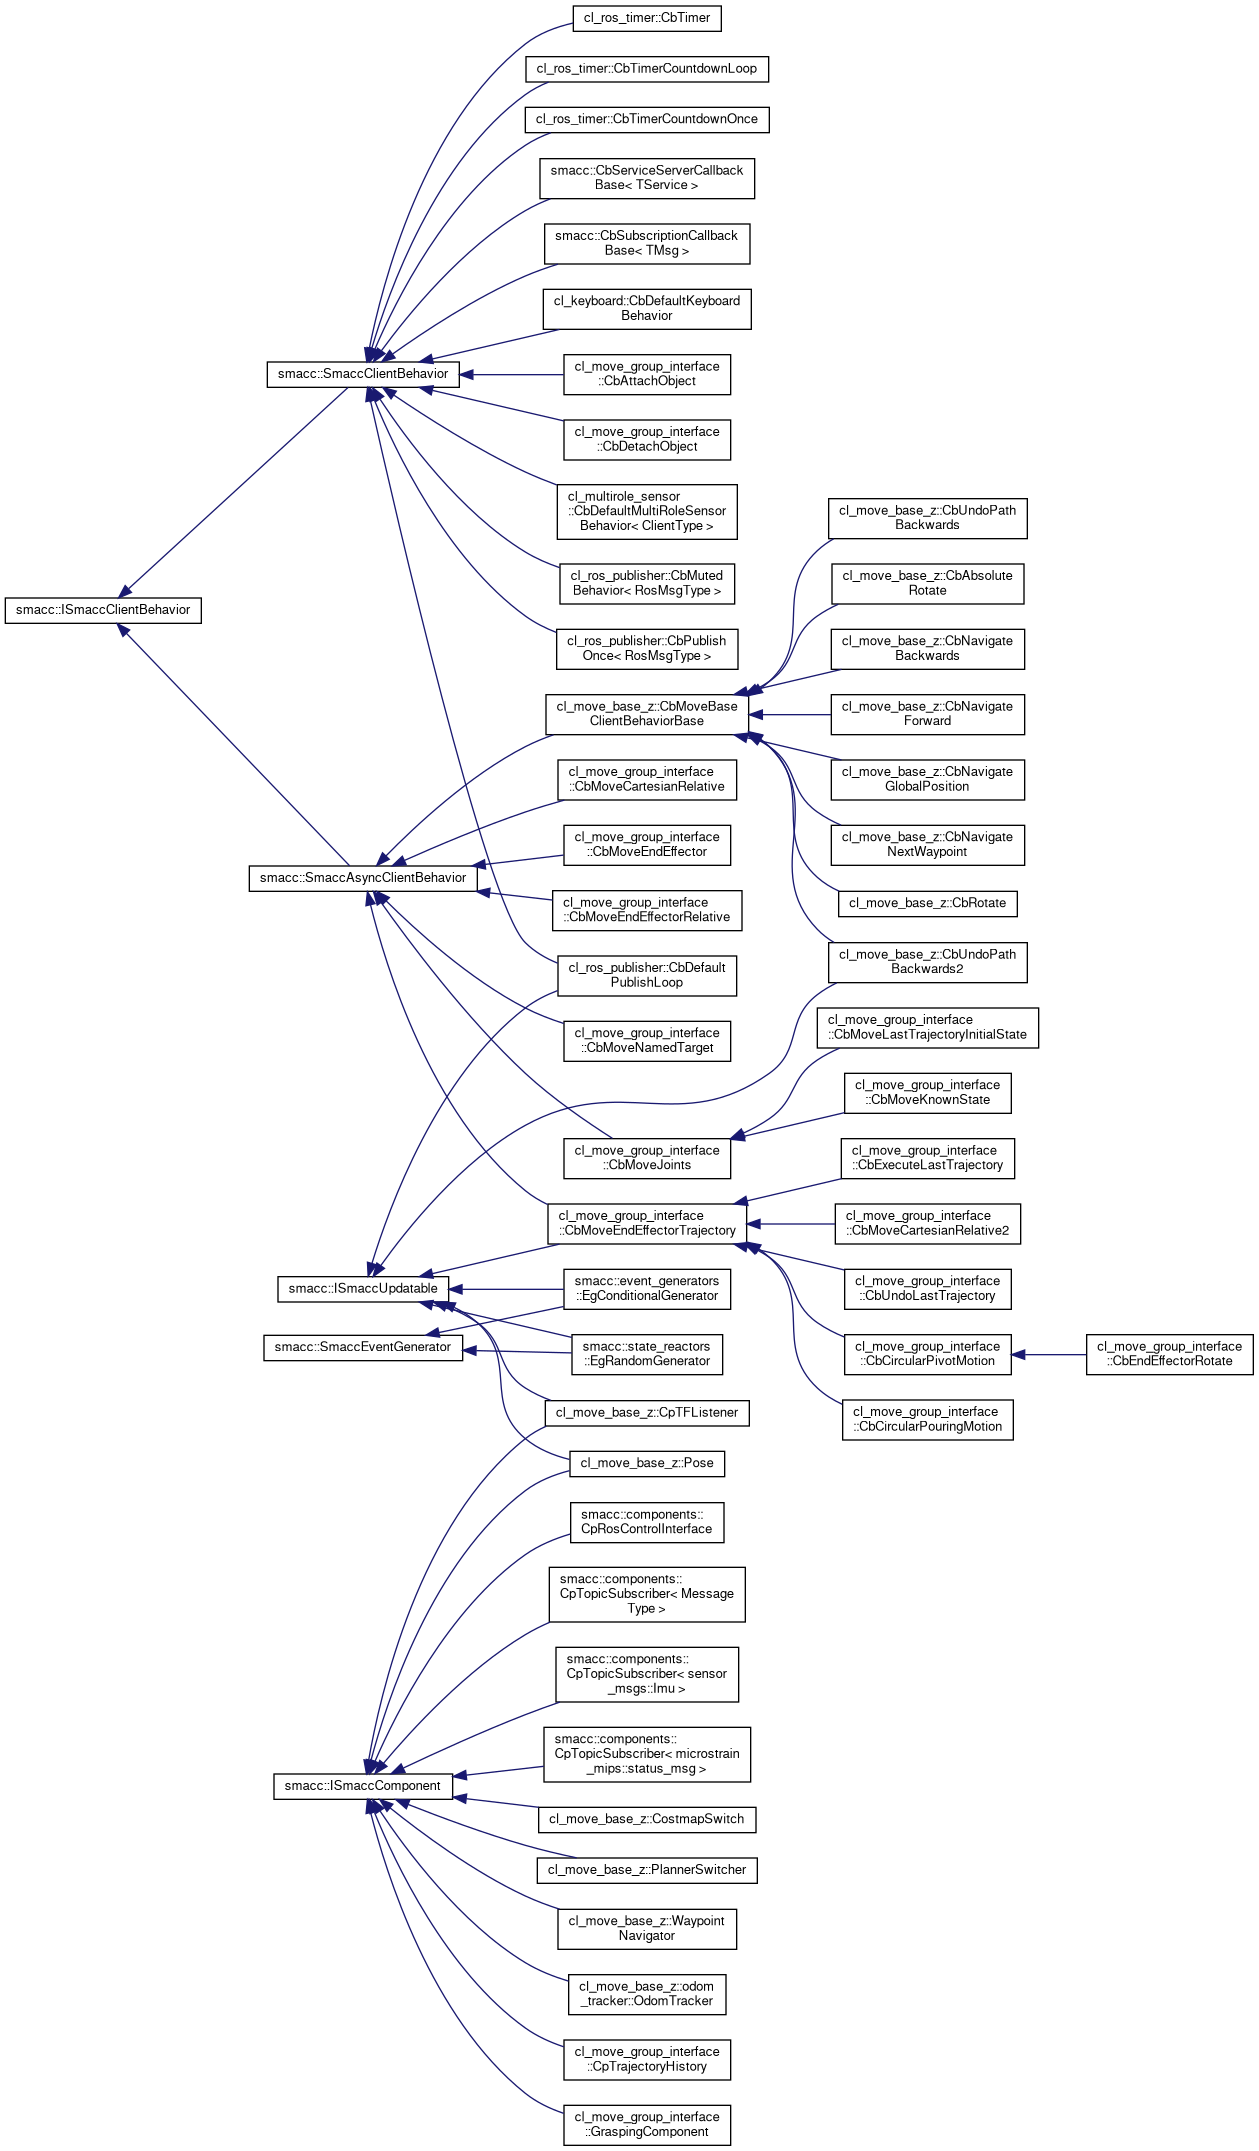 cl_ros_timer::CbTimer
cl_ros_timer::CbTimerCountdownLoop
cl_ros_timer::CbTimerCountdownOnce
smacc::CbServiceServerCallback
Base< TService >
smacc::CbSubscriptionCallback
Base< TMsg >
cl_keyboard::CbDefaultKeyboard
Behavior
smacc::SmaccClientBehavior
cl_move_group_interface
::CbAttachObject
cl_move_group_interface
::CbDetachObject
cl_multirole_sensor
::CbDefaultMultiRoleSensor
Behavior< ClientType >
cl_move_base_z::CbUndoPath
Backwards
cl_ros_publisher::CbMuted
Behavior< RosMsgType >
cl_move_base_z::CbAbsolute
Rotate
smacc::ISmaccClientBehavior
cl_ros_publisher::CbPublish
Once< RosMsgType >
cl_move_base_z::CbNavigate
Backwards
cl_move_base_z::CbMoveBase
ClientBehaviorBase
cl_move_base_z::CbNavigate
Forward
cl_move_group_interface
::CbMoveCartesianRelative
cl_move_base_z::CbNavigate
GlobalPosition
cl_move_group_interface
::CbMoveEndEffector
cl_move_base_z::CbNavigate
NextWaypoint
smacc::SmaccAsyncClientBehavior
cl_move_group_interface
::CbMoveEndEffectorRelative
cl_move_base_z::CbRotate
cl_ros_publisher::CbDefault
PublishLoop
cl_move_base_z::CbUndoPath
Backwards2
cl_move_group_interface
::CbMoveNamedTarget
cl_move_group_interface
::CbMoveLastTrajectoryInitialState
cl_move_group_interface
::CbMoveKnownState
cl_move_group_interface
::CbMoveJoints
cl_move_group_interface
::CbExecuteLastTrajectory
cl_move_group_interface
::CbMoveEndEffectorTrajectory
cl_move_group_interface
::CbMoveCartesianRelative2
smacc::ISmaccUpdatable
smacc::event_generators
::EgConditionalGenerator
cl_move_group_interface
::CbUndoLastTrajectory
smacc::SmaccEventGenerator
smacc::state_reactors
::EgRandomGenerator
cl_move_group_interface
::CbCircularPivotMotion
cl_move_group_interface
::CbEndEffectorRotate
cl_move_base_z::CpTFListener
cl_move_group_interface
::CbCircularPouringMotion
cl_move_base_z::Pose
smacc::components::
CpRosControlInterface
smacc::components::
CpTopicSubscriber< Message
Type >
smacc::components::
CpTopicSubscriber< sensor
_msgs::Imu >
smacc::components::
CpTopicSubscriber< microstrain
_mips::status_msg >
smacc::ISmaccComponent
cl_move_base_z::CostmapSwitch
cl_move_base_z::PlannerSwitcher
cl_move_base_z::Waypoint
Navigator
cl_move_base_z::odom
_tracker::OdomTracker
cl_move_group_interface
::CpTrajectoryHistory
cl_move_group_interface
::GraspingComponent